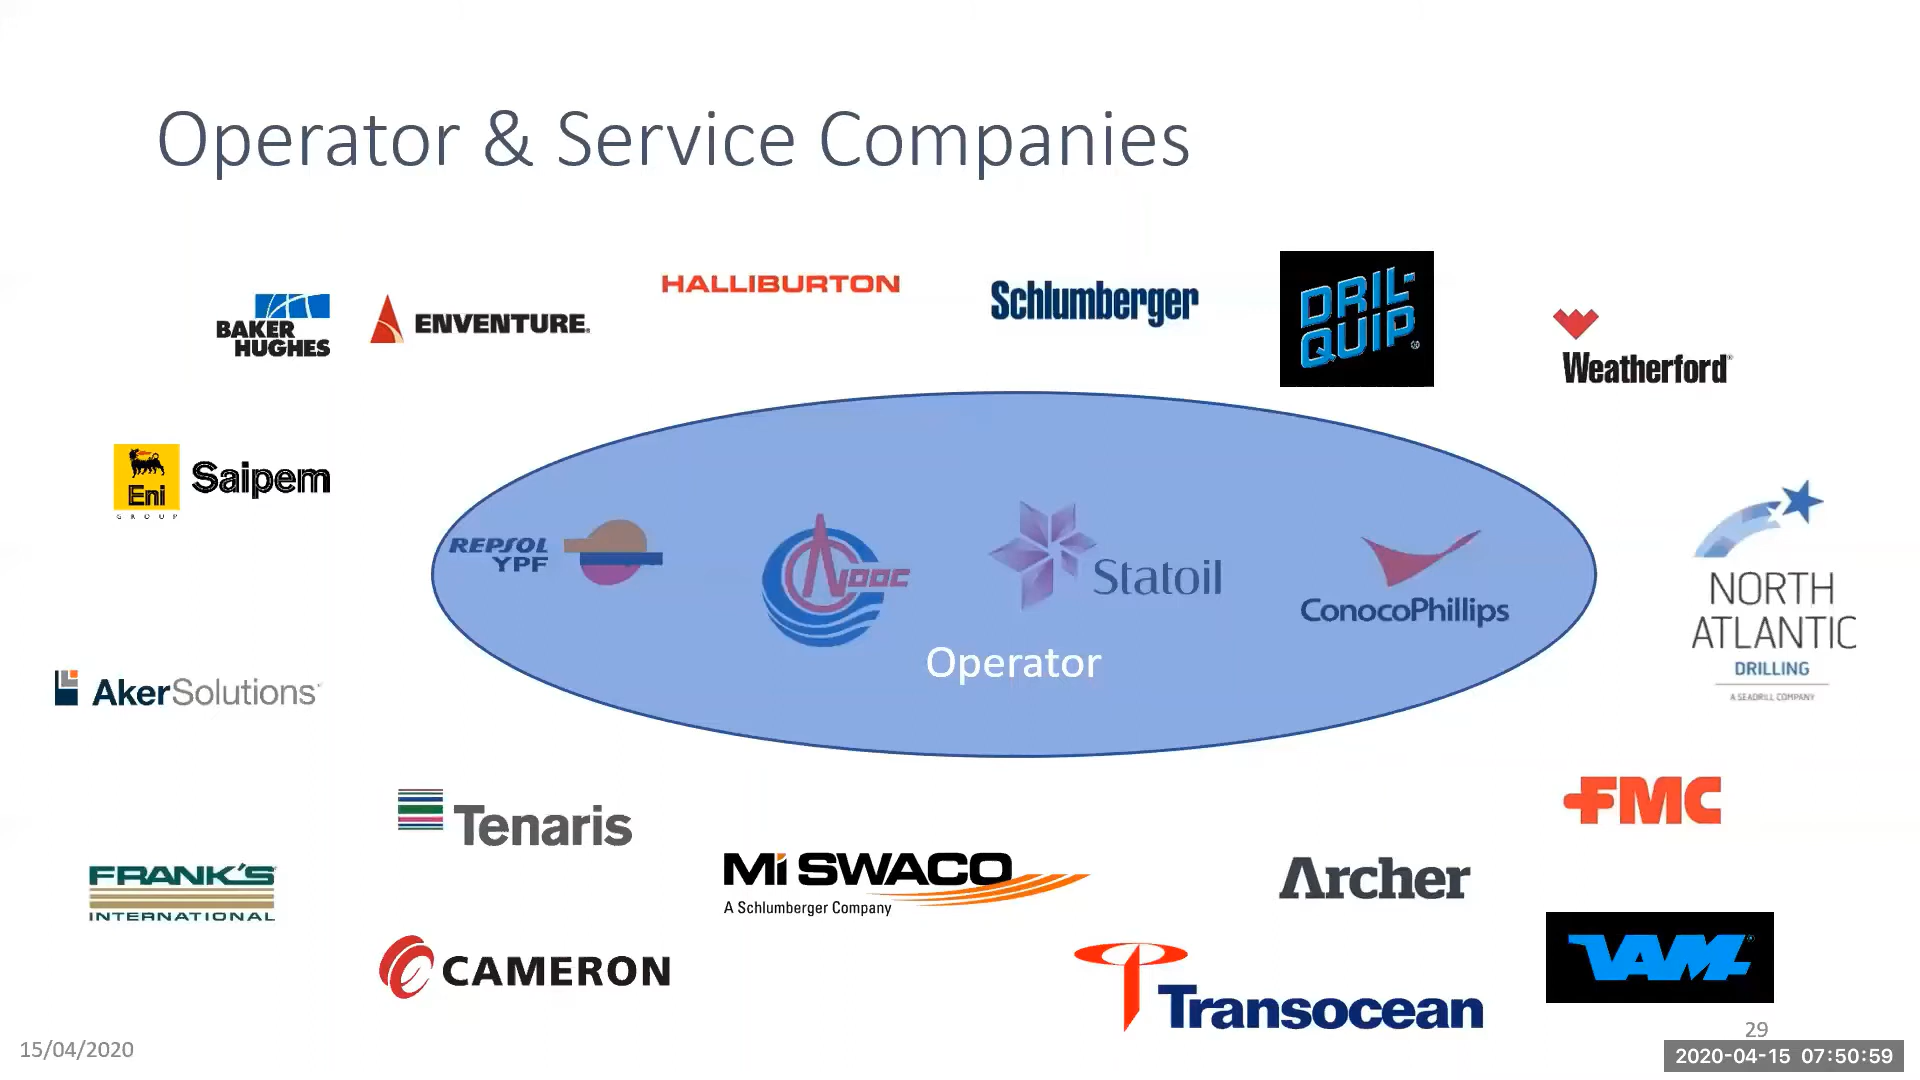 Operator & Service Companies
BAKER
HUGHES
ENVENTURE®
HALLIBURTON
Schlumberger
DRIL-
QUIP®
Weatherford®
Eni
GROUP
Saipem
REPSOL
YPF
CNOOC
Statoil
ConocoPhillips
Operator
NORTH
ATLANTIC
DRILLING
A SEADRILL COMPANY
AkerSolutions
Tenaris
FMC
FRANK'S
INTERNATIONAL
Mi SWACO
A Schlumberger Company
Archer
CAMERON
Transocean
VAM®
15/04/2020
29
2020-04-15 07:50:59